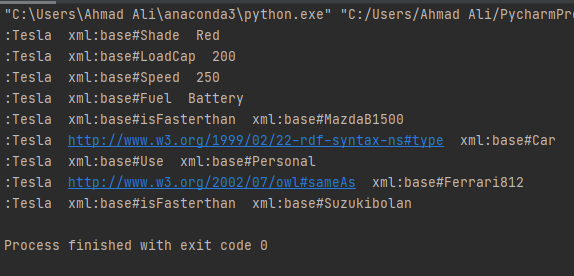 "C:\Users\Ahmad Ali\anaconda3\python.exe" "C:/Users/Ahmad Ali/PycharmPr
:Tesla  xml:base#Shade  Red
:Tesla  xml:base#LoadCap  200
:Tesla  xml:base#Speed  250
:Tesla  xml:base#Fuel  Battery
:Tesla  xml:base#isFasterthan  xml:base#MazdaB1500
:Tesla  http://www.w3.org/1999/02/22-rdf-syntax-ns#type  xml:base#Car
:Tesla  xml:base#Use  xml:base#Personal
:Tesla  http://www.w3.org/2002/07/owl#sameAs  xml:base#Ferrari812
:Tesla  xml:base#isFasterthan  xml:base#Suzukibolan
Process finished with exit code 0